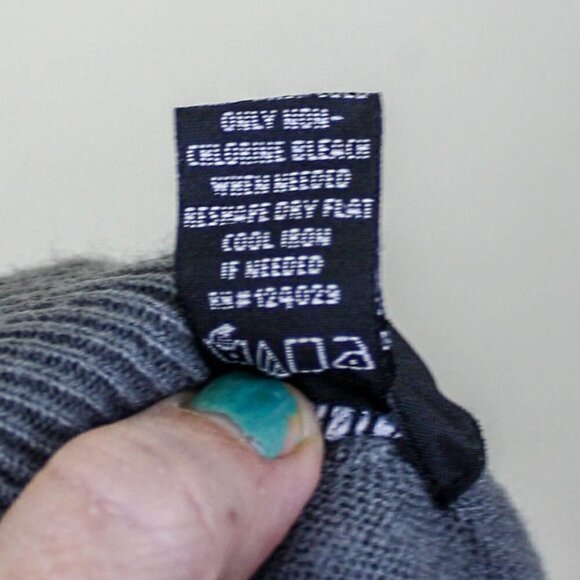 ONLY NON-
CHLORINE BLEACH
WHEN NEEDED
RESHAPE DRY FLAT
COOL IRON
IF NEEDED
RN#124029